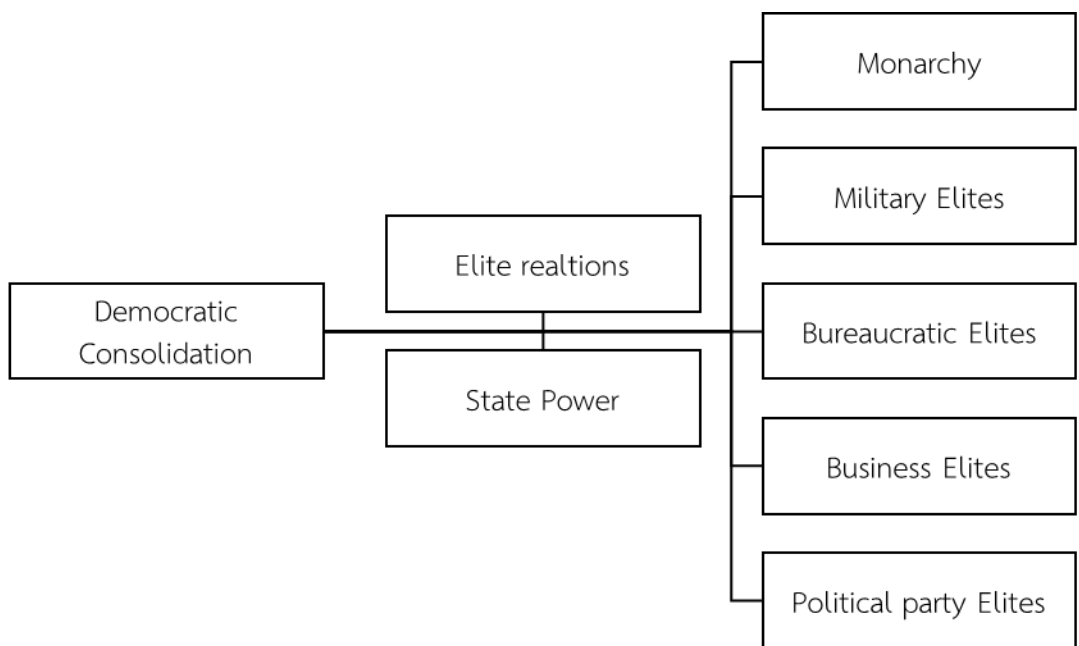 Democratic
Consolidation
Elite realtions
State Power
Monarchy
Military Elites
Bureaucratic Elites
Business Elites
Political party Elites